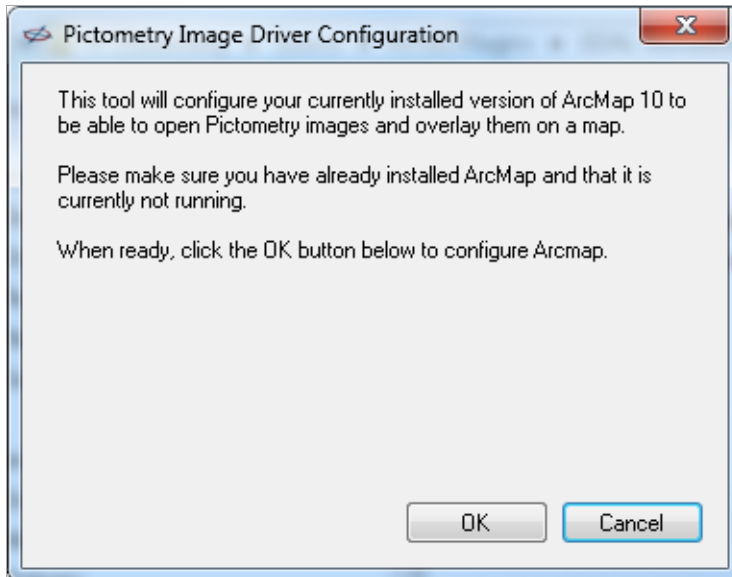 Pictometry Image Driver Configuration
This tool will configure your currently installed version of ArcMap 10 to
be able to open Pictometry images and overlay them on a map.
Please make sure you have already installed ArcMap and that it is
currently not running.
When ready, click the OK button below to configure Arcmap.
OK
Cancel